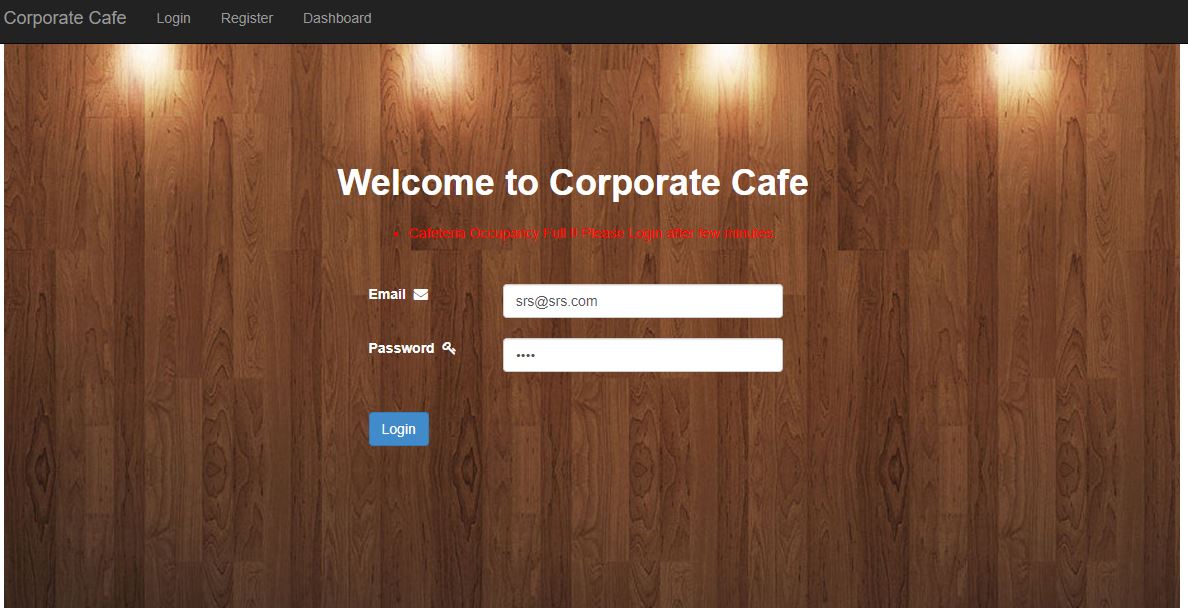 Corporate Cafe Login Register Dashboard
Welcome to Corporate Cafe
Cafeteria Occupancy Full !! Please Login after few minutes.
Email
srs@srs.com
Password
••••
Login